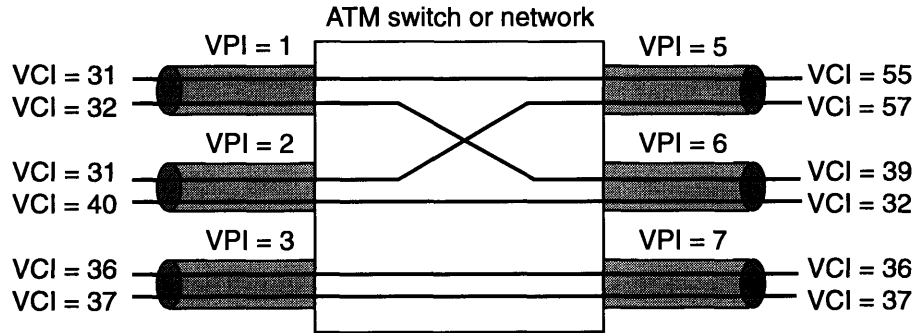 ATM switch or network
VPI = 1
VPI = 5
VCI = 31
VCI = 55
VCI = 32
VCI = 57
VPI = 2
VPI = 6
VCI = 31
VCI = 39
VCI = 40
VCI = 32
VPI = 3
VPI = 7
VCI = 36
VCI = 36
VCI = 37
VCI = 37